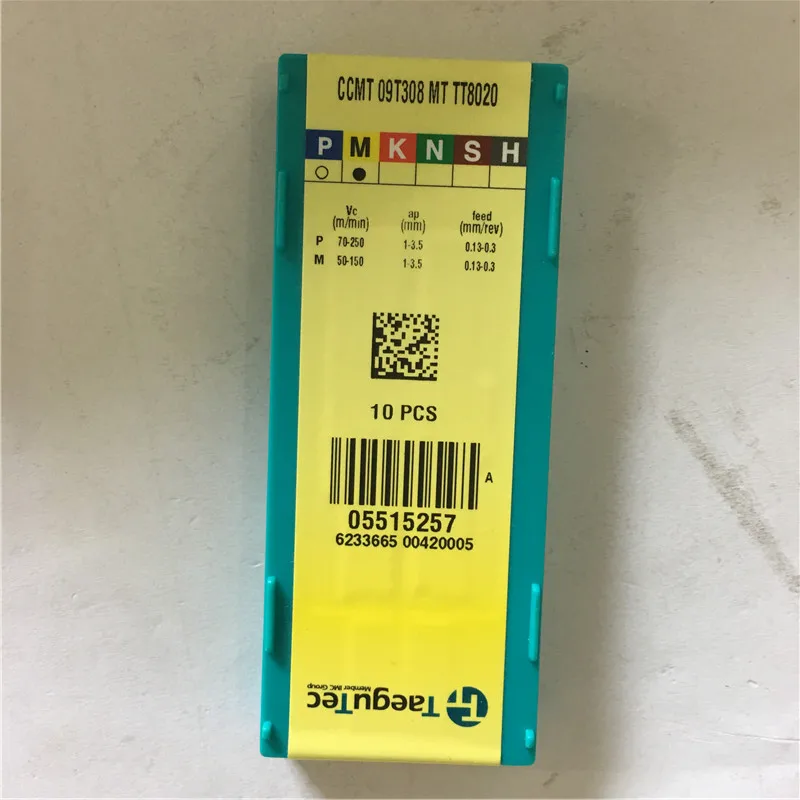 CCMT 09T308 MT TT8020
P M K N S H
Vc ap feed
(m/min) (mm) (mm/rev)
P 70-250 1-3.5 0.13-0.3
M 50-150 1-3.5 0.13-0.3
10 PCS
A
05515257
6233665 00420005
TaeguTec
Member IMC Group